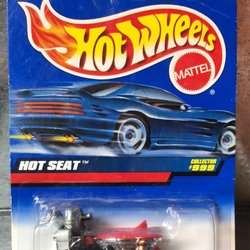 Hot Wheels
MATTEL
®
HOT SEAT™
COLLECTOR
#999